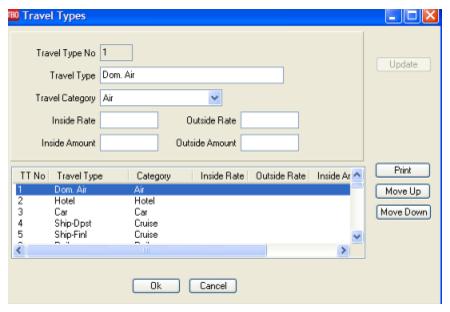 TBO Travel Types
Travel Type No 1
Travel Type Dom. Air
Update
Travel Category Air
Inside Rate Outside Rate
Inside Amount Outside Amount
TT No Travel Type Category Inside Rate Outside Rate Inside Ar
1 Dom. Air Air
2 Hotel Hotel
3 Car Car
4 Ship-Dpst Cruise
5 Ship-Finl Cruise
Print
Move Up
Move Down
Ok Cancel